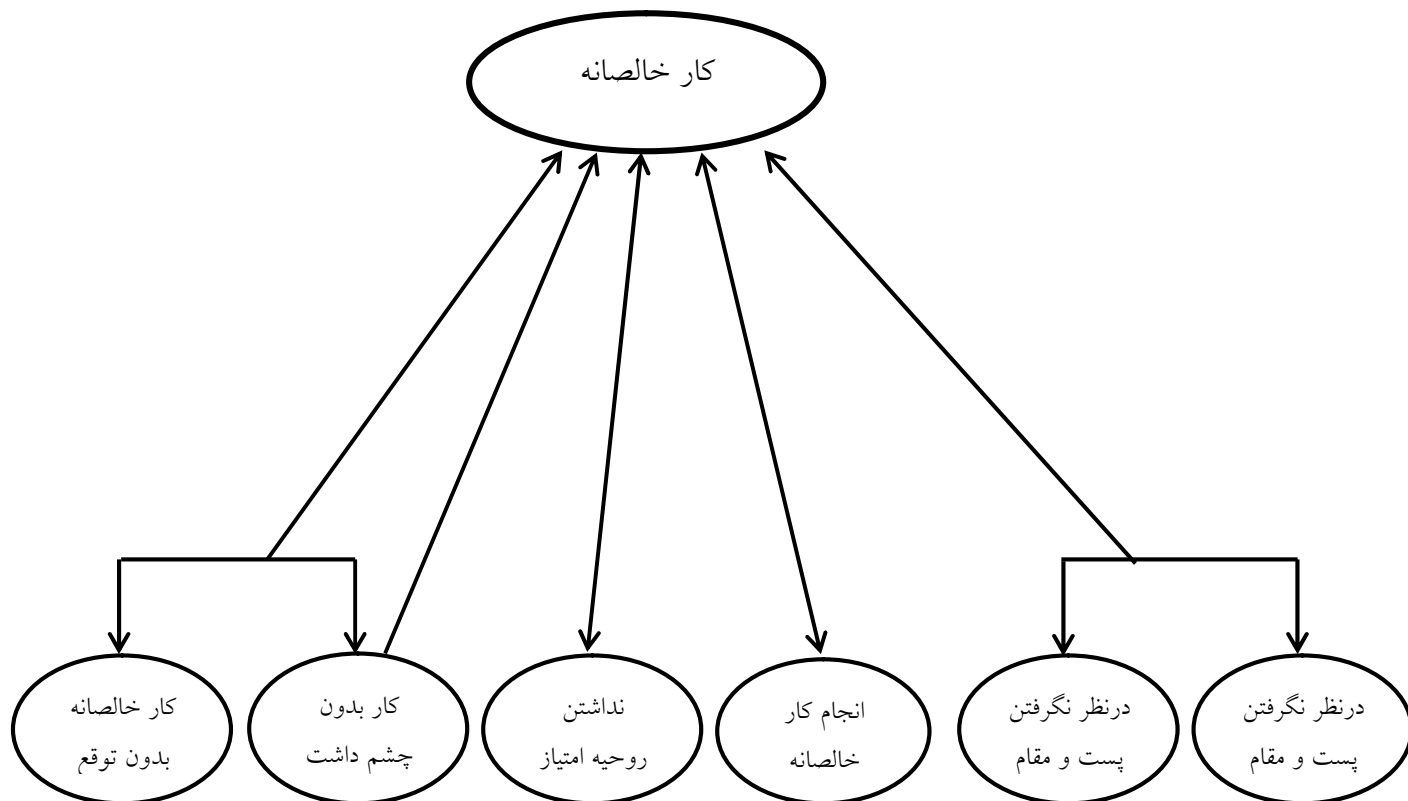 کار خالصانه
درنظر نگرفتن
پست و مقام
درنظر نگرفتن
پست و مقام
انجام کار
خالصانه
نداشتن
روحیه امتیاز
کار بدون
چشم داشت
کار خالصانه
بدون توقع